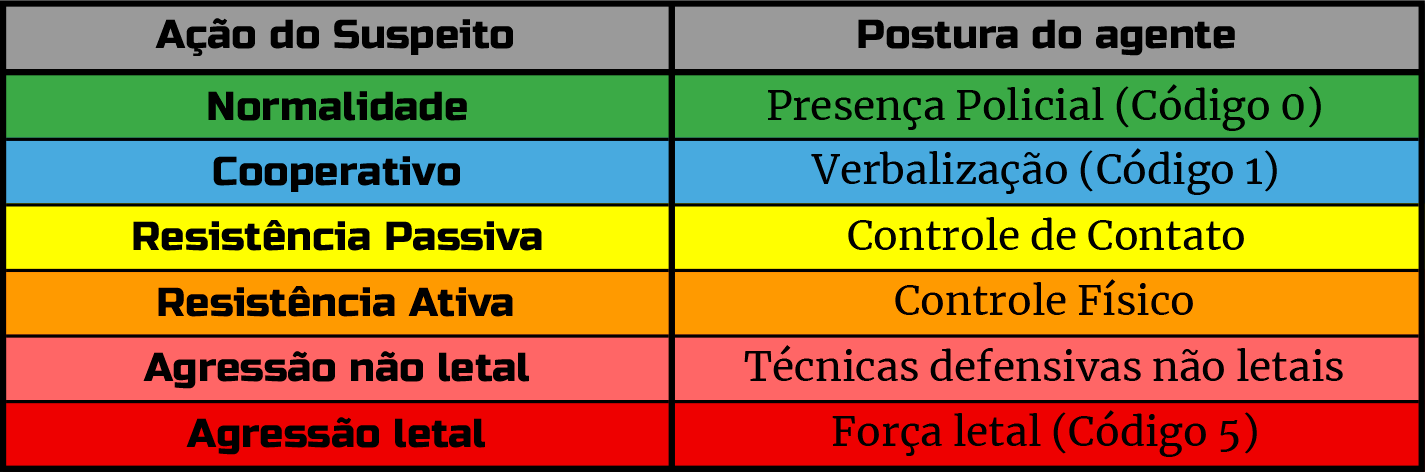 Ação do Suspeito Postura do agente
Normalidade Presença Policial (Código 0)
Cooperativo Verbalização (Código 1)
Resistência Passiva Controle de Contato
Resistência Ativa Controle Físico
Agressão não letal Técnicas defensivas não letais
Agressão letal Força letal (Código 5)